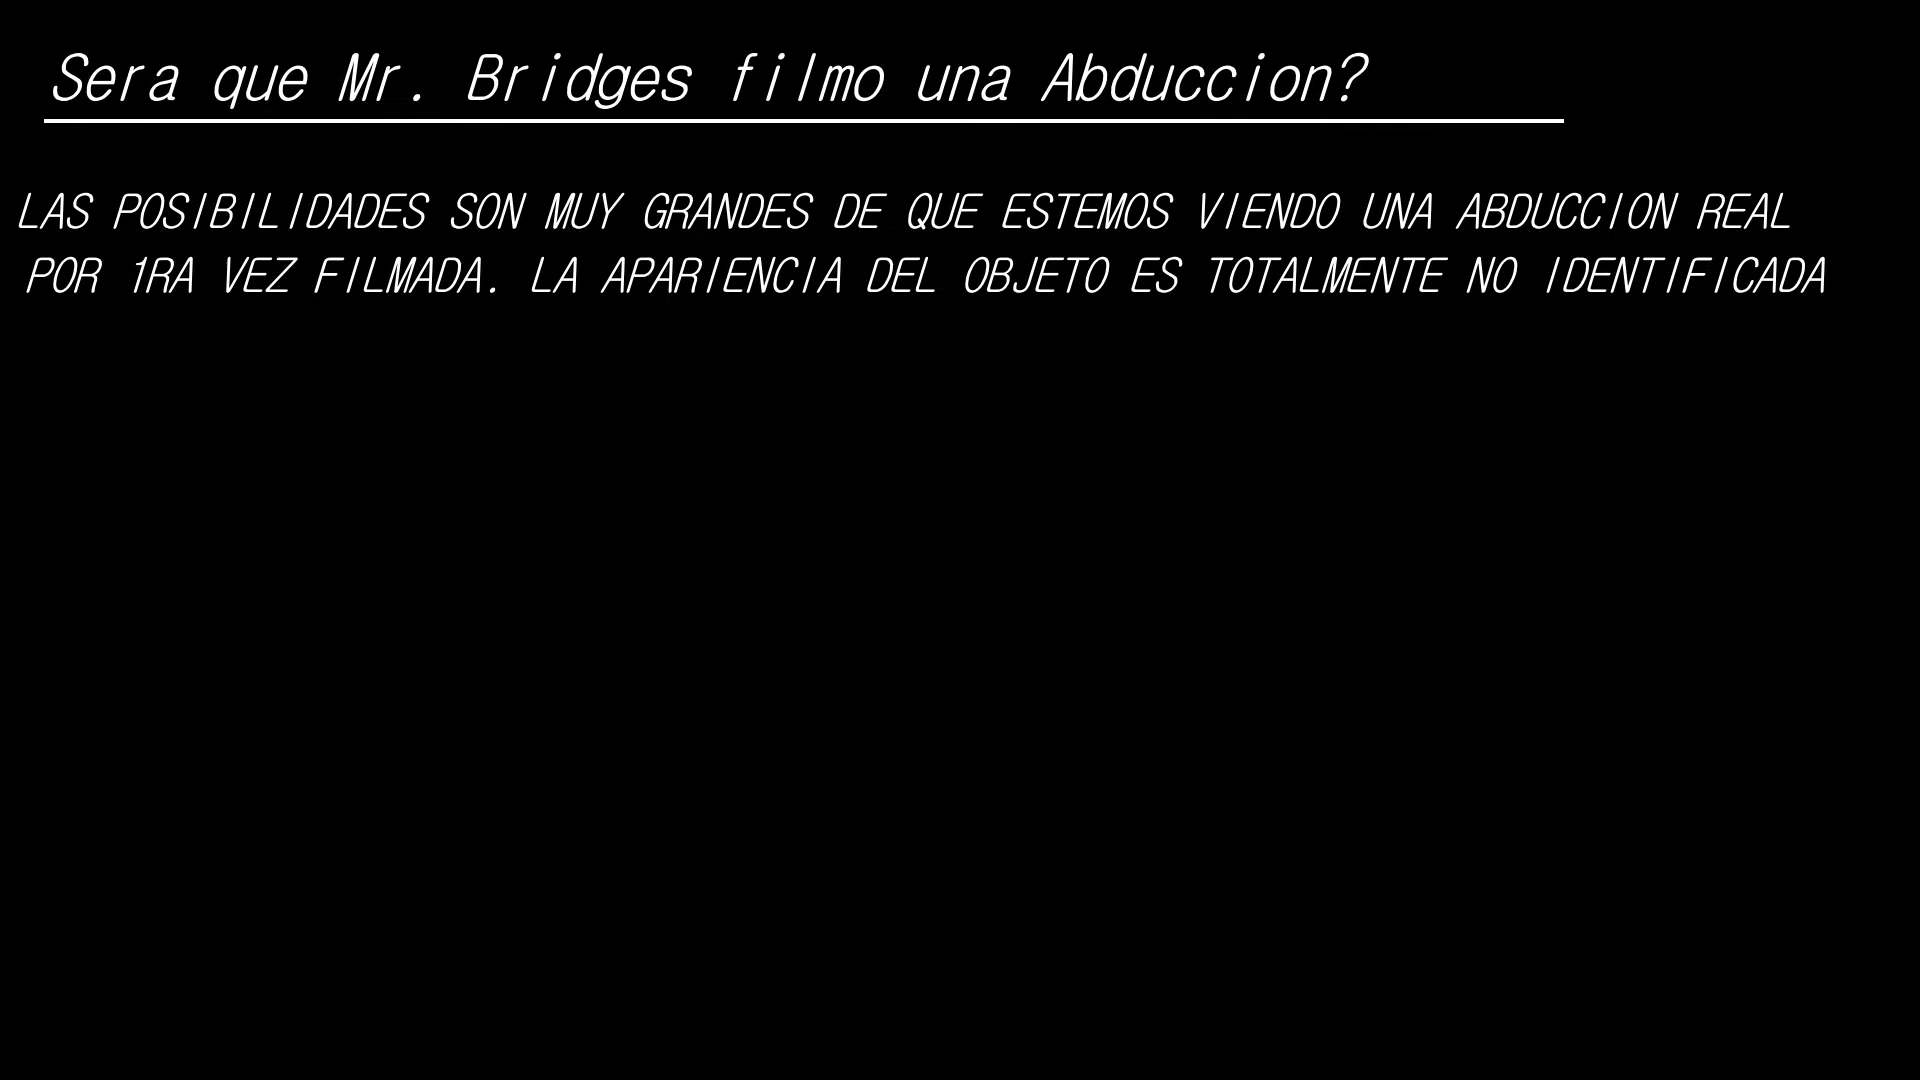 Sera que Mr. Bridges filmo una Abduccion?
LAS POSIBILIDADES SON MUY GRANDES DE QUE ESTEMOS VIENDO UNA ABDUCCION REAL
POR 1RA VEZ FILMADA. LA APARIENCIA DEL OBJETO ES TOTALMENTE NO IDENTIFICADA